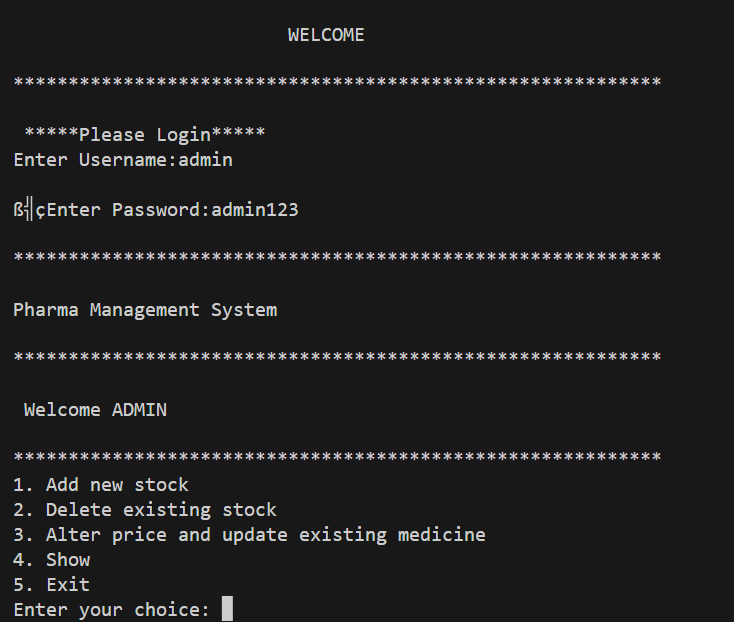 WELCOME
***********************************************************
*****Please Login*****
Enter Username:admin
ß╣çEnter Password:admin123
***********************************************************
Pharma Management System
***********************************************************
Welcome ADMIN
***********************************************************
1. Add new stock
2. Delete existing stock
3. Alter price and update existing medicine
4. Show
5. Exit
Enter your choice: